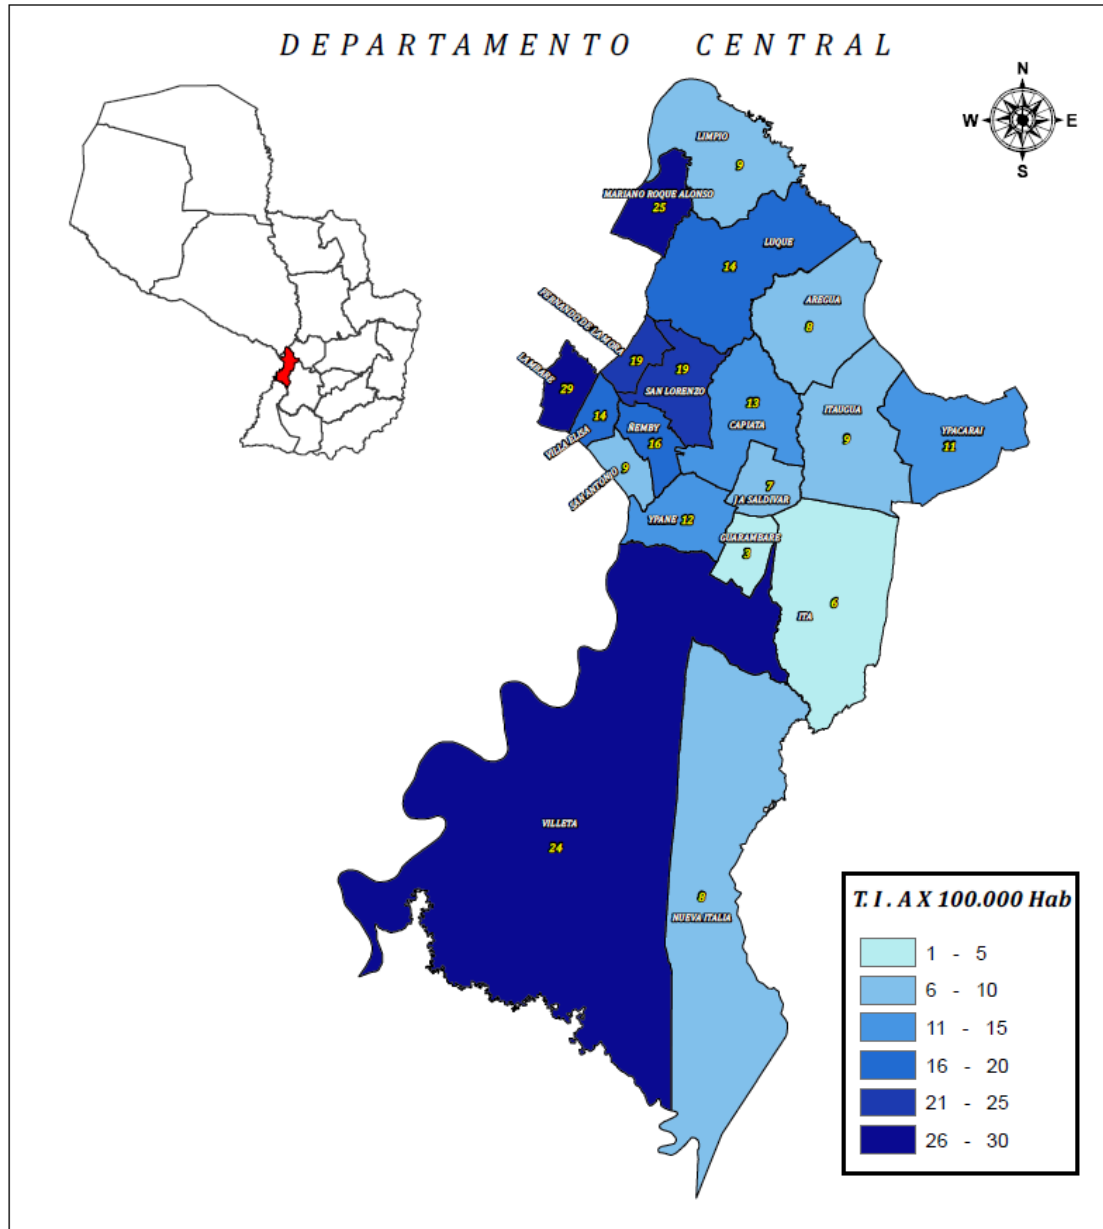 DEPARTAMENTO CENTRAL
N
W E
S
LIMPIO
9
MARIANO ROQUE ALONSO
25
LUQUE
14
AREGUA
8
FERNANDO DE LA MORA
19
LAMBARE
29
19
SAN LORENZO
13
CAPIATA
ITAUGUA
9
YPACARAI
11
14
VILLA ELISA
ÑEMBY
16
9
SAN ANTONIO
7
J A SALDIVAR
YPANE 12
GUARAMBARE
3
6
ITA
VILLETA
24
8
NUEVA ITALIA
T. I . A X 100.000 Hab
1 - 5
6 - 10
11 - 15
16 - 20
21 - 25
26 - 30